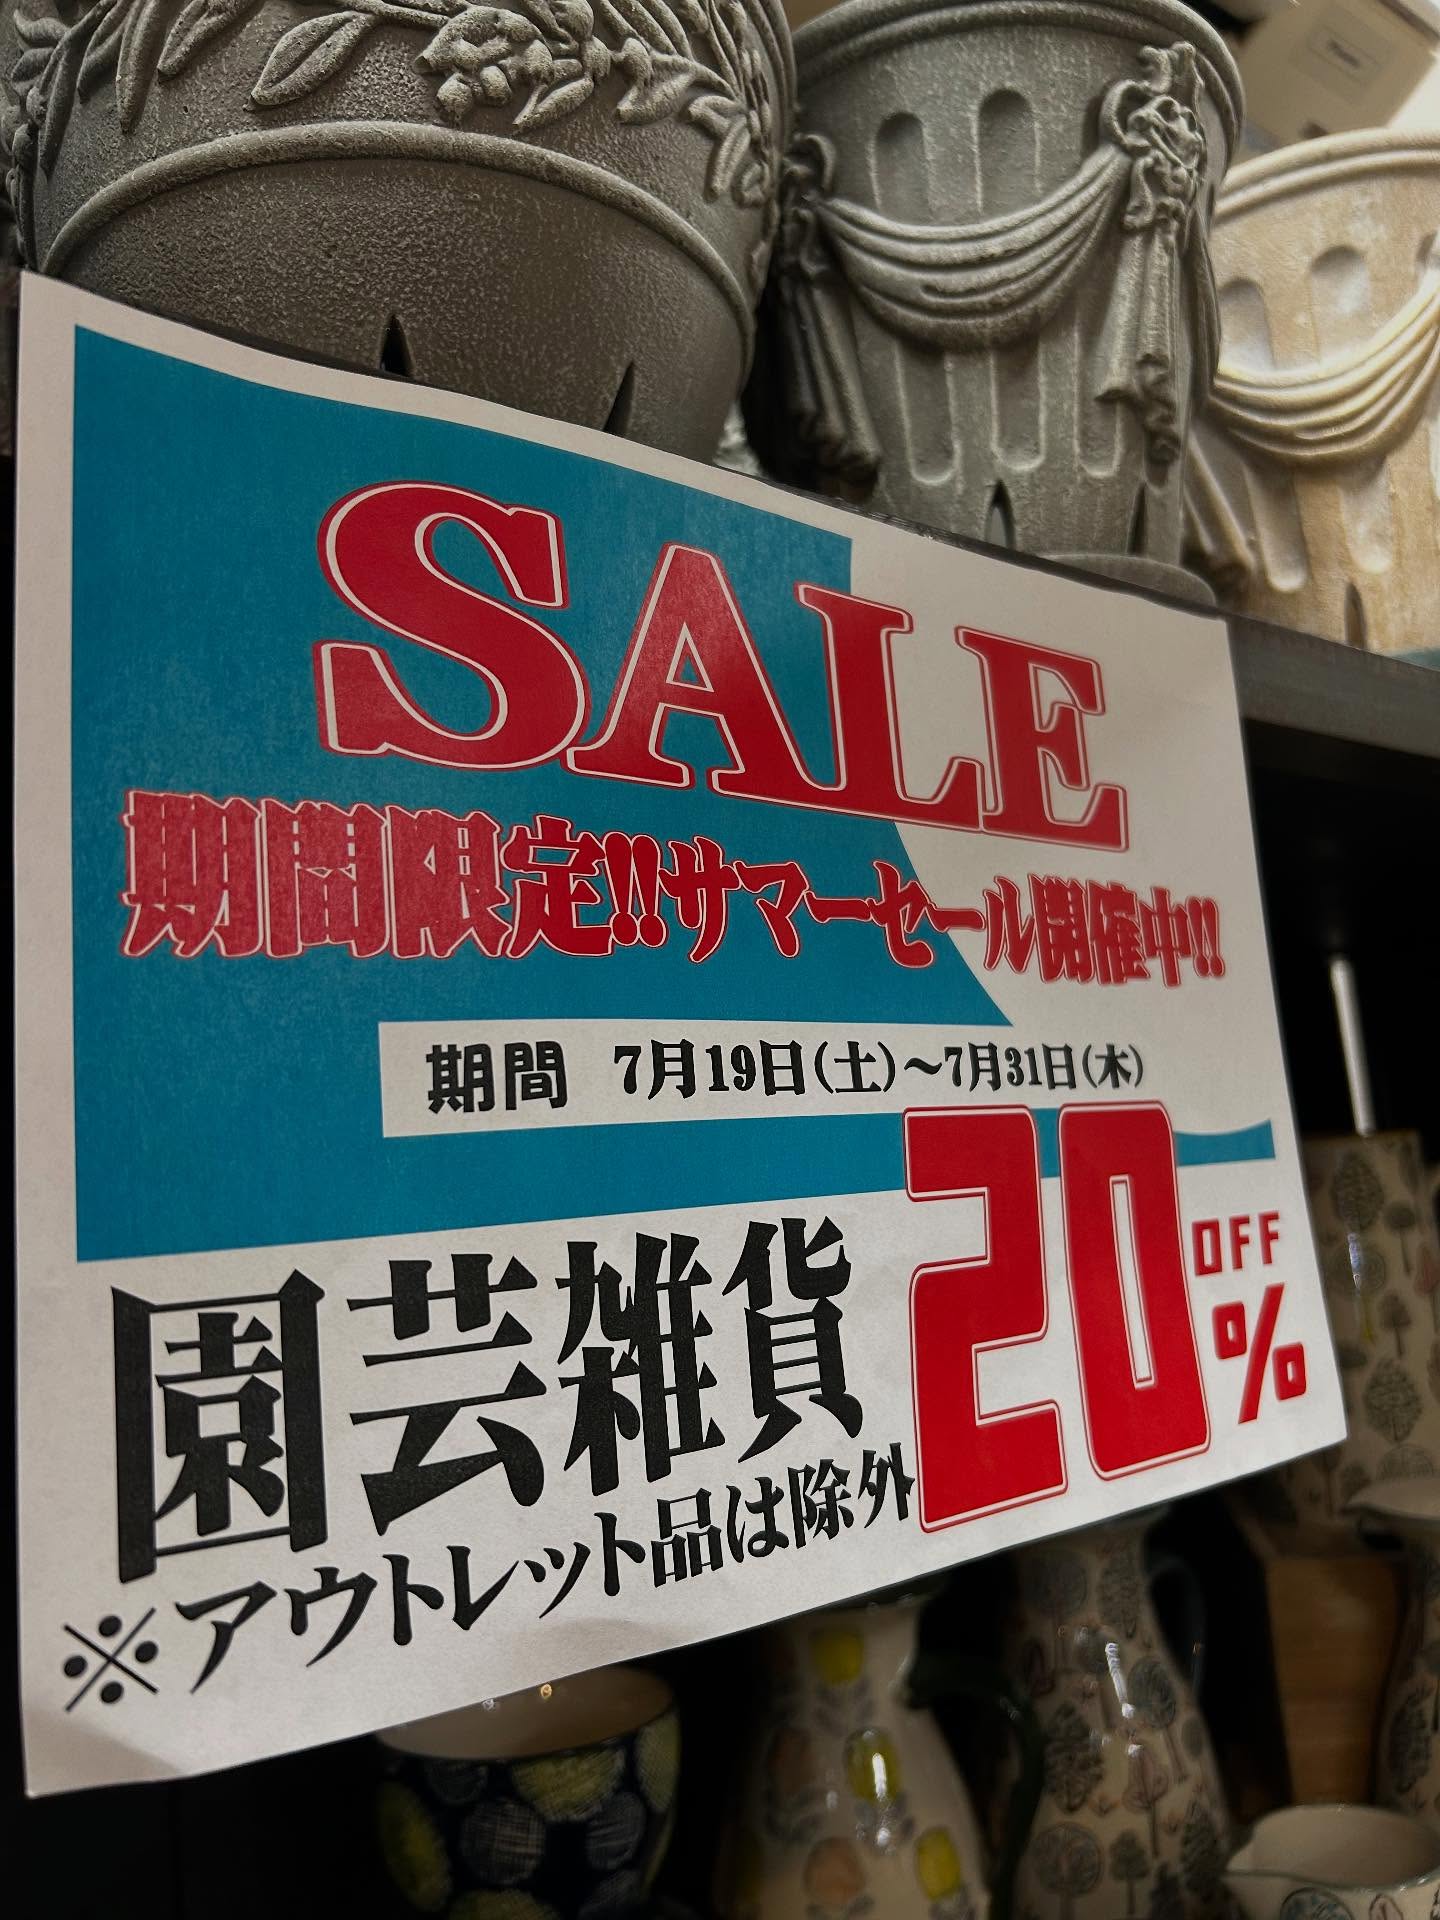 SALE
期間限定!!サマーセール開催中!!
期間 7月19日(土)～7月31日(木)
園芸雑貨 20%OFF
※アウトレット品は除外